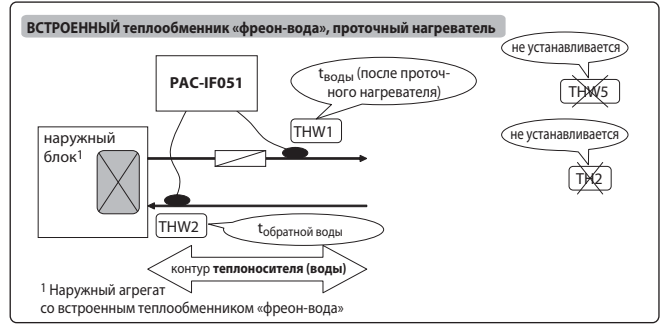 ВСТРОЕННЫЙ теплообменник «фреон-вода», проточный нагреватель
не устанавливается
THW5
PAC-IF051
tводы (после проточ-
ного нагревателя)
THW1
наружный
блок1
не устанавливается
TH2
THW2
tобратной воды
контур теплоносителя (воды)
1 Наружный агрегат
со встроенным теплообменником «фреон-вода»